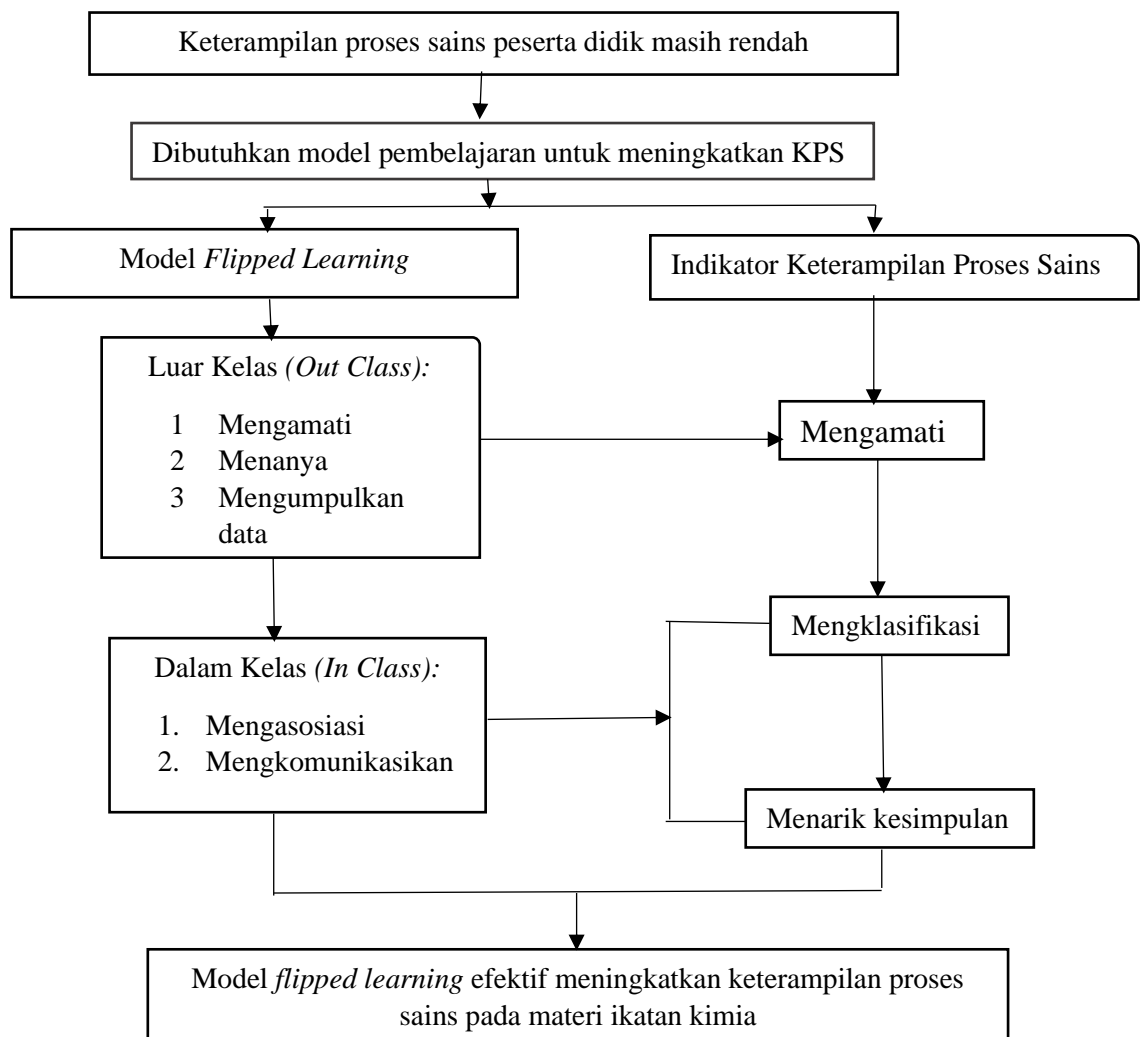 Keterampilan proses sains peserta didik masih rendah
Dibutuhkan model pembelajaran untuk meningkatkan KPS
Model Flipped Learning
Indikator Keterampilan Proses Sains
Luar Kelas (Out Class):
1 Mengamati
2 Menanya
3 Mengumpulkan
data
Mengamati
Mengklasifikasi
Dalam Kelas (In Class):
1. Mengasosiasi
2. Mengkomunikasikan
Menarik kesimpulan
Model flipped learning efektif meningkatkan keterampilan proses
sains pada materi ikatan kimia